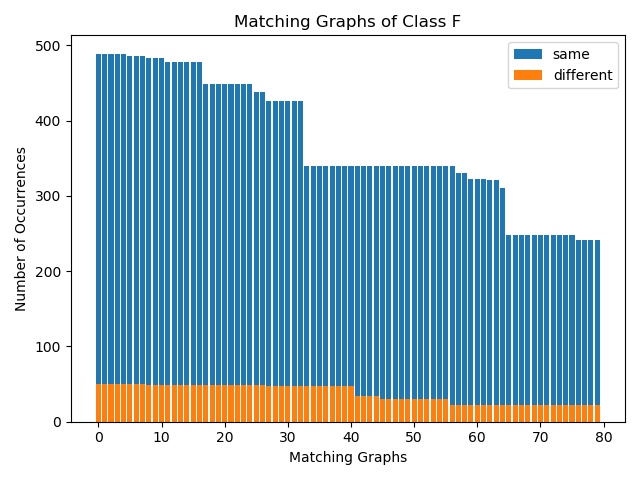 Matching Graphs of Class F
same
different
Number of Occurrences
500
400
300
200
100
0
0 10 20 30 40 50 60 70 80
Matching Graphs